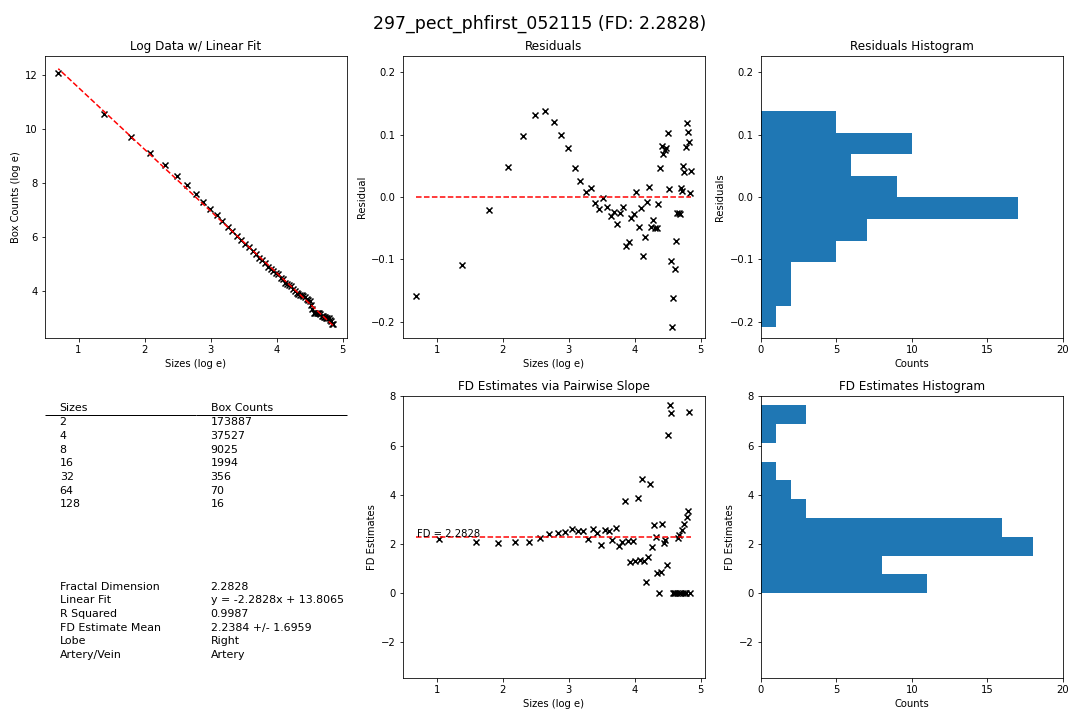 297_pect_phfirst_052115 (FD: 2.2828)
Log Data w/ Linear Fit
Box Counts (log e)
12
10
8
6
4
1 2 3 4 5
Sizes (log e)
Residuals
Residual
0.2
0.1
0.0
−0.1
−0.2
1 2 3 4 5
Sizes (log e)
Residuals Histogram
Residuals
0.2
0.1
0.0
−0.1
−0.2
0 5 10 15 20
Counts
Sizes Box Counts
2 173887
4 37527
8 9025
16 1994
32 356
64 70
128 16
Fractal Dimension 2.2828
Linear Fit y = -2.2828x + 13.8065
R Squared 0.9987
FD Estimate Mean 2.2384 +/- 1.6959
Lobe Right
Artery/Vein Artery
FD Estimates via Pairwise Slope
FD Estimates
8
6
4
2
0
−2
FD = 2.2828
1 2 3 4 5
Sizes (log e)
FD Estimates Histogram
FD Estimates
8
6
4
2
0
−2
0 5 10 15 20
Counts